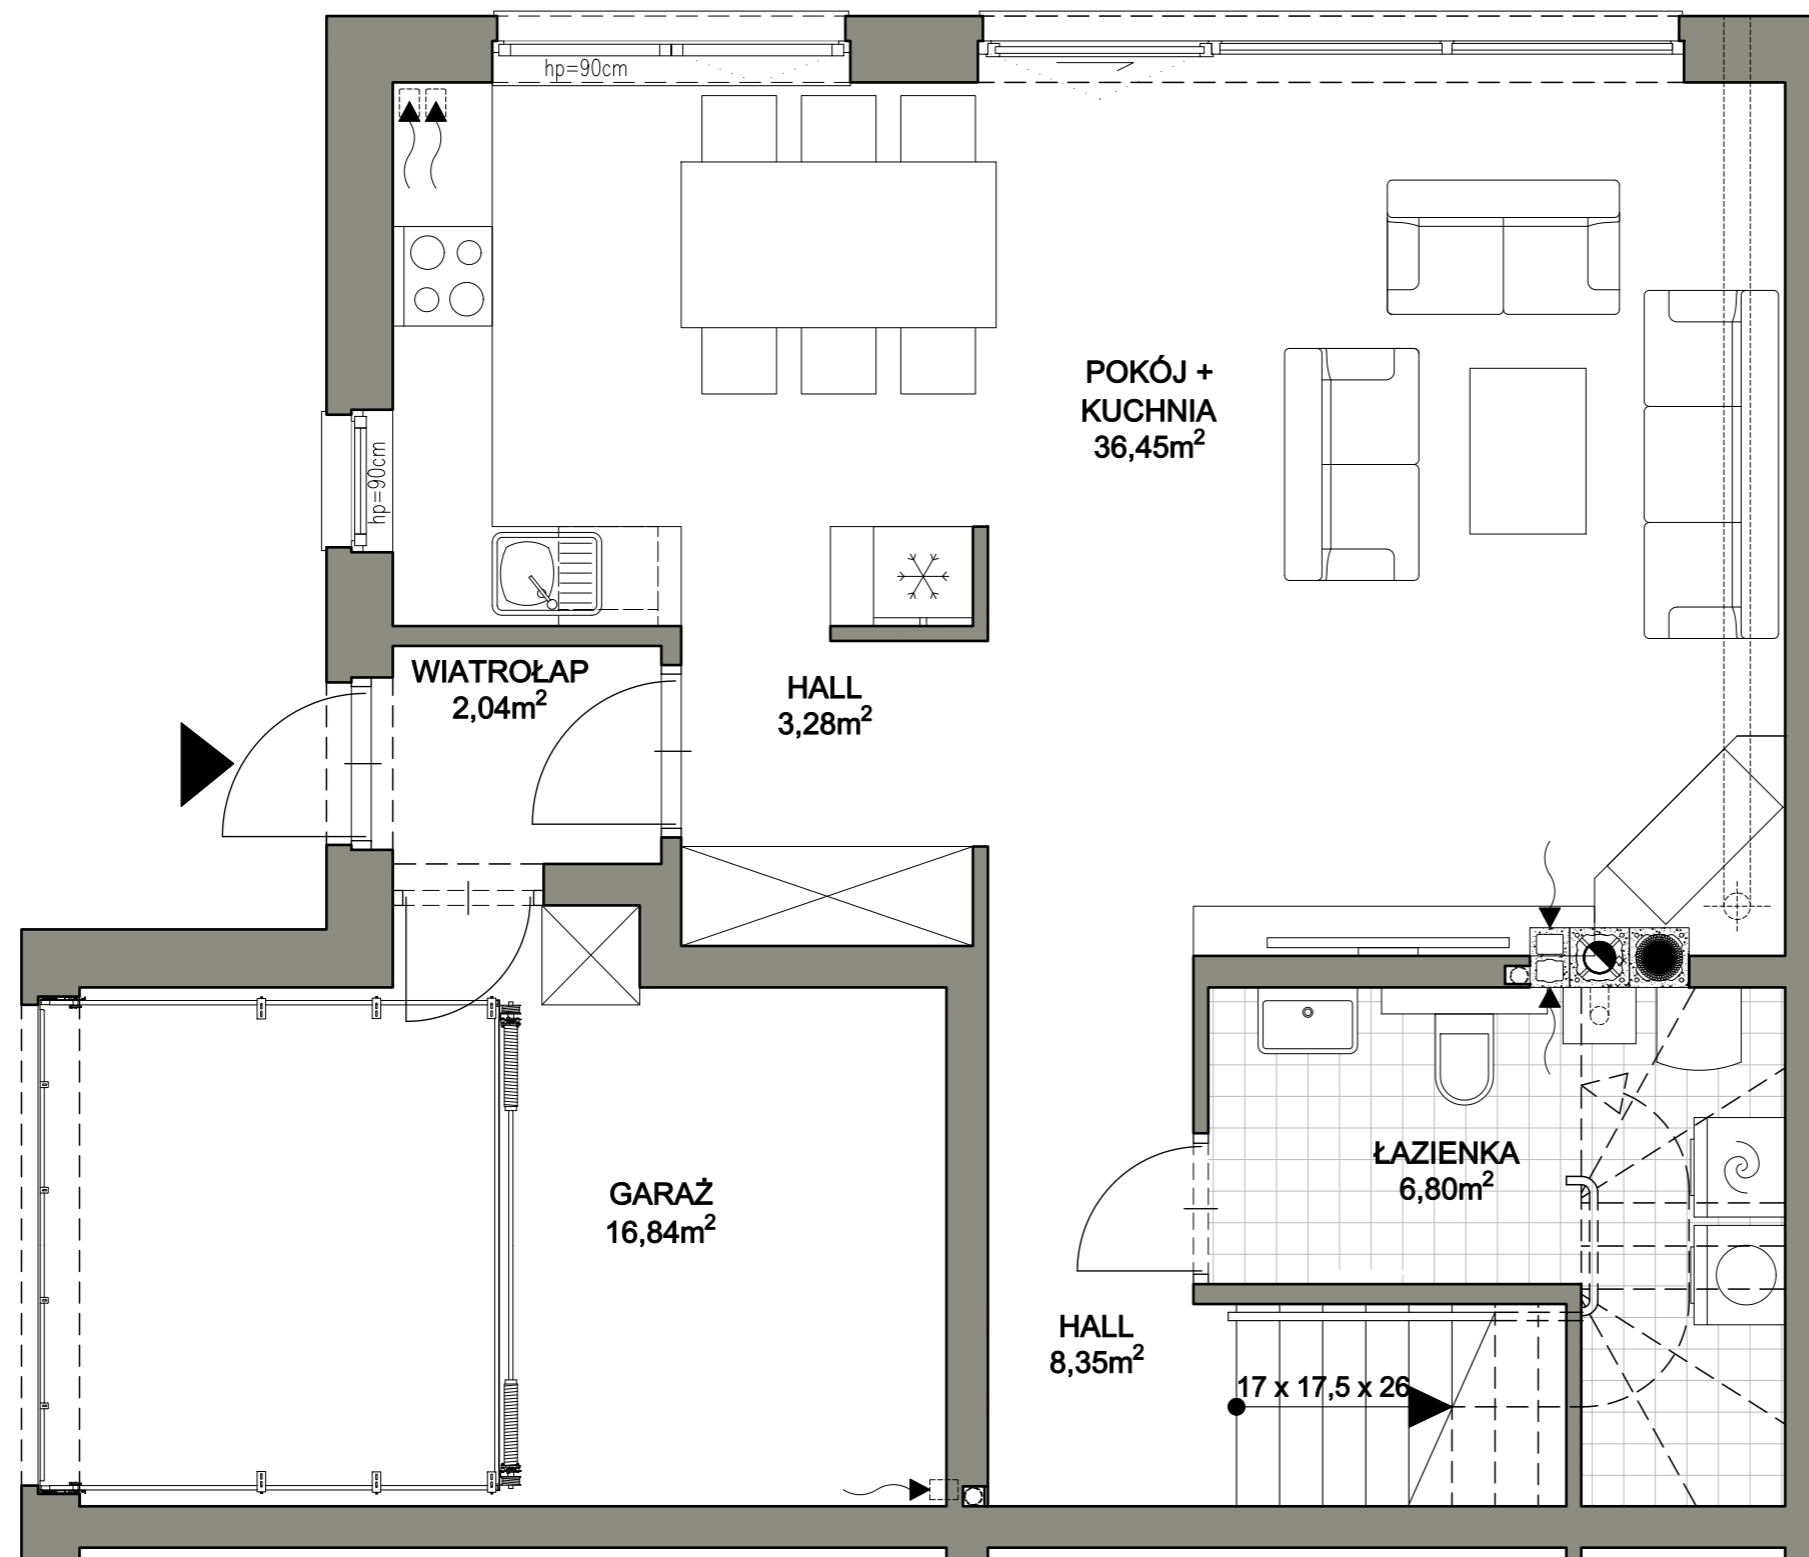 hp=90cm
POKÓJ +
KUCHNIA
36,45m²
hp=90cm
WIATROŁAP
2,04m²
HALL
3,28m²
ŁAZIENKA
6,80m²
GARAŻ
16,84m²
HALL
8,35m²
17 x 17,5 x 26